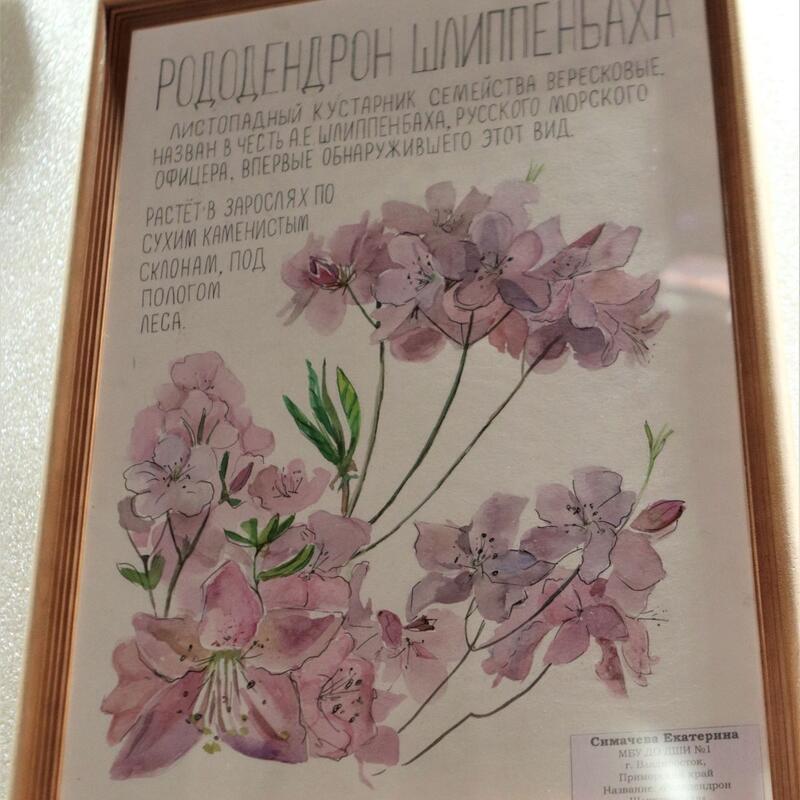 РОДОДЕНДРОН ШЛИППЕНБАХА
ЛИСТОПАДНЫЙ КУСТАРНИК СЕМЕЙСТВА ВЕРЕСКОВЫЕ.
НАЗВАН В ЧЕСТЬ А.Е. ШЛИППЕНБАХА, РУССКОГО МОРСКОГО
ОФИЦЕРА, ВПЕРВЫЕ ОБНАРУЖИВШЕГО ЭТОТ ВИД.
РАСТЁТ В ЗАРОСЛЯХ ПО
СУХИМ КАМЕНИСТЫМ
СКЛОНАМ, ПОД
ПОЛОГОМ
ЛЕСА.
Симачева Екатерина
МБУ ДО ДШИ №1
г. Владивосток,
Приморский край
Название: